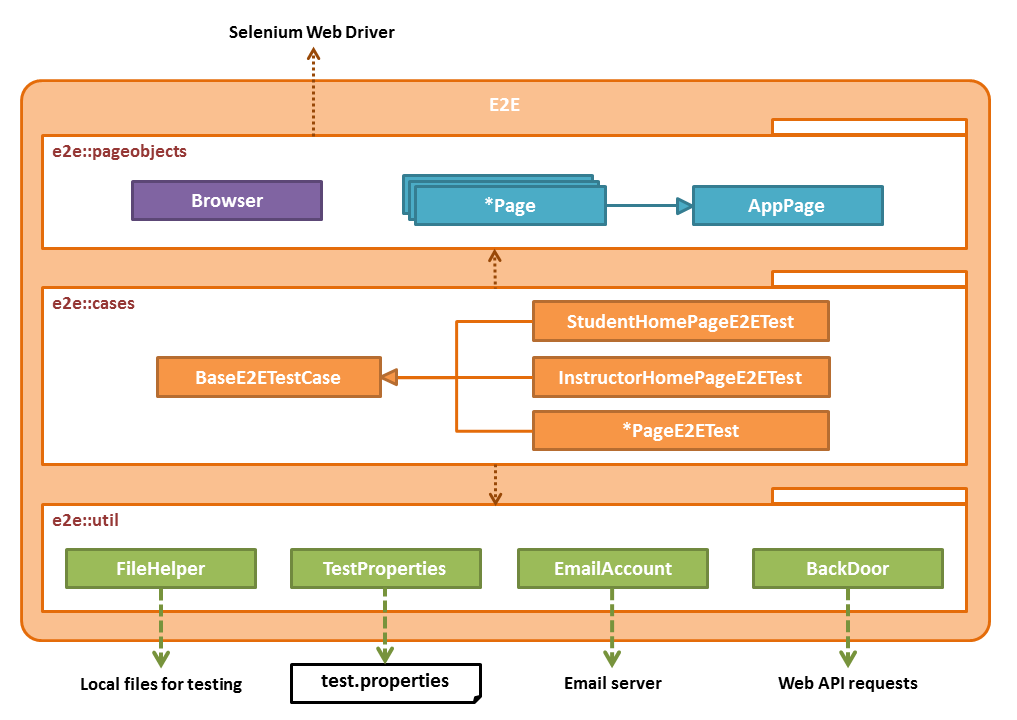 Selenium Web Driver
E2E
e2e::pageobjects
Browser
*Page
AppPage
e2e::cases
StudentHomePageE2ETest
BaseE2ETestCase
InstructorHomePageE2ETest
*PageE2ETest
e2e::util
FileHelper
TestProperties
EmailAccount
BackDoor
Local files for testing
test.properties
Email server
Web API requests